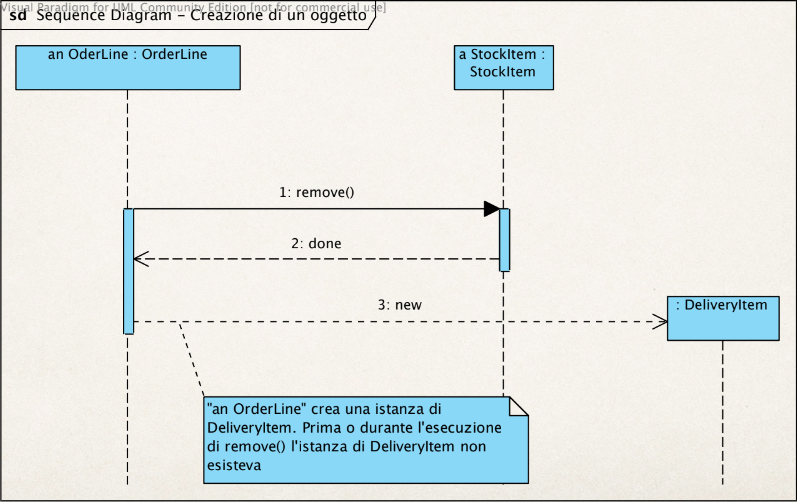 Visual Paradigm for UML Community Edition [not for commercial use]
sd Sequence Diagram - Creazione di un oggetto
an OderLine : OrderLine
a StockItem :
StockItem
1: remove()
2: done
3: new
: DeliveryItem
"an OrderLine" crea una istanza di
DeliveryItem. Prima o durante l'esecuzione
di remove() l'istanza di DeliveryItem non
esisteva